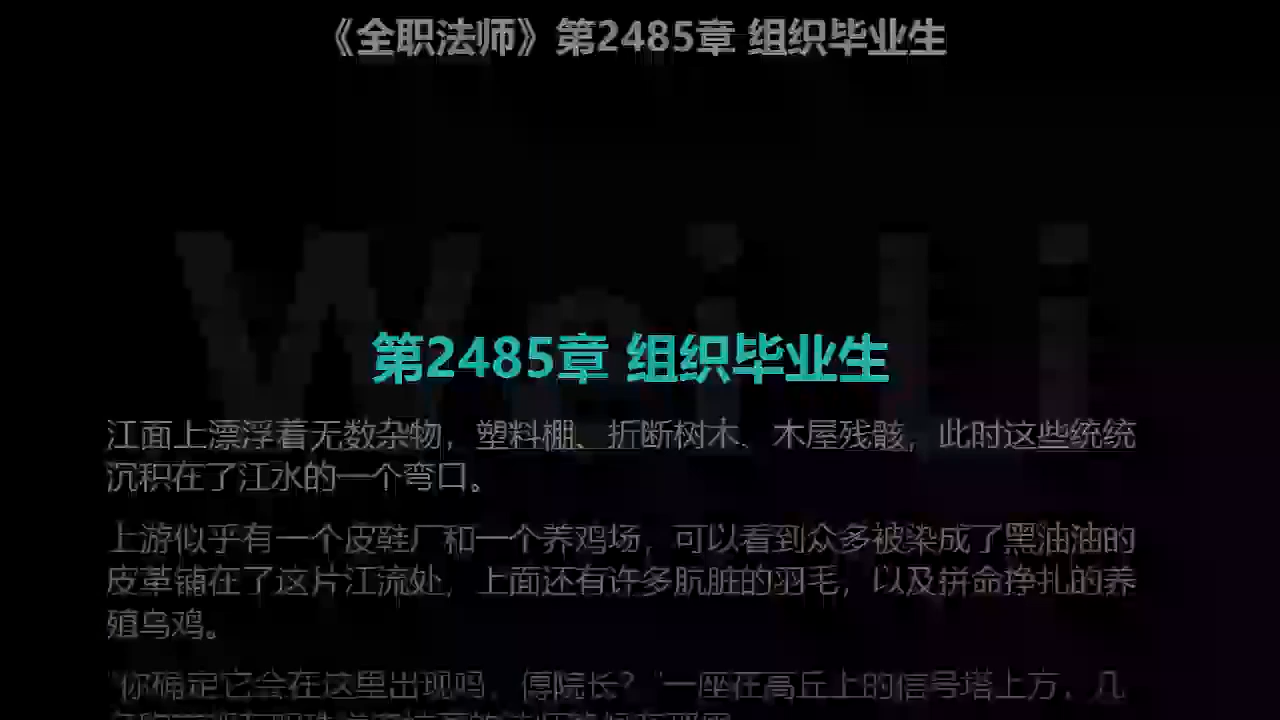 《全职法师》第2485章 组织毕业生
Wei Li
第2485章 组织毕业生
江面上漂浮着无数杂物，塑料棚、折断树木、木屋残骸，此时这些统统
沉积在了江水的一个弯口。
上游似乎有一个皮鞋厂和一个养鸡场，可以看到众多被染成了黑油油的
皮革铺在了这片江流处，上面还有许多肮脏的羽毛，以及拼命挣扎的养
殖乌鸡。
“你确定它会在这里出现吗，傅院长？”一座在高丘上的信号塔上方，几